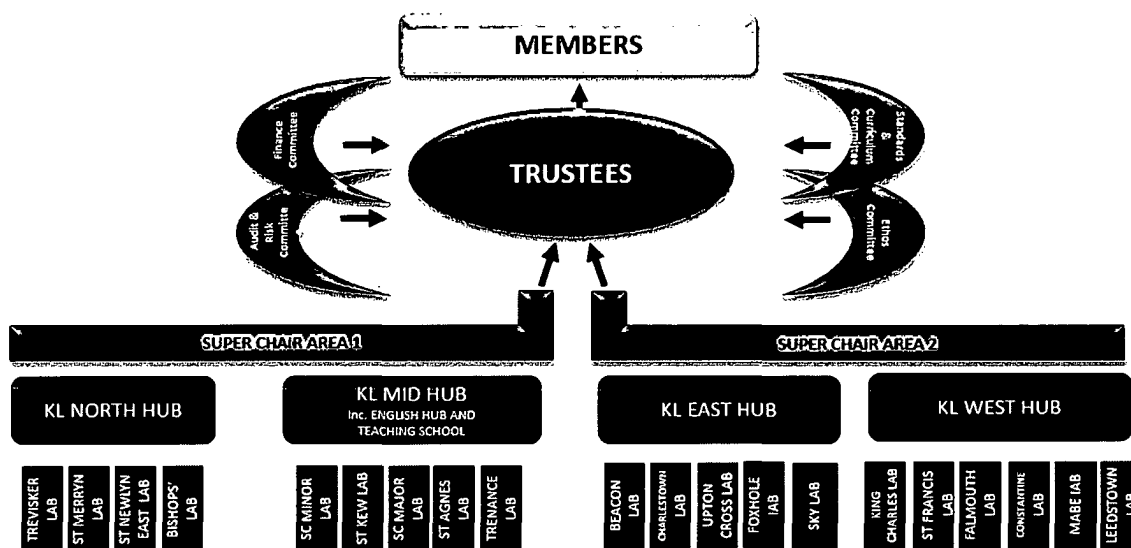 MEMBERS
Finance
Committee
Standards
&
Curriculum
Committee
TRUSTEES
Audit &
Risk
Committe
Ethos
Committee
SUPER CHAIR AREA 1
SUPER CHAIR AREA 2
KL NORTH HUB
KL MID HUB
Inc. ENGLISH HUB AND
TEACHING SCHOOL
KL EAST HUB
KL WEST HUB
TREVISKER
LAB
ST MERRYN
LAB
ST NEWLYN
EAST LAB
BISHOPS'
LAB
SC MINOR
LAB
ST KEW LAB
SC MAJOR
LAB
ST AGNES
LAB
TRENANCE
LAB
BEACON
LAB
CHARLESTOWN
LAB
UPTON
CROSS LAB
FOXHOLE
LAB
SKY LAB
KING
CHARLES LAB
ST FRANCIS
LAB
FALMOUTH
LAB
CONSTANTINE
LAB
MABE LAB
LEEDSTOWN
LAB